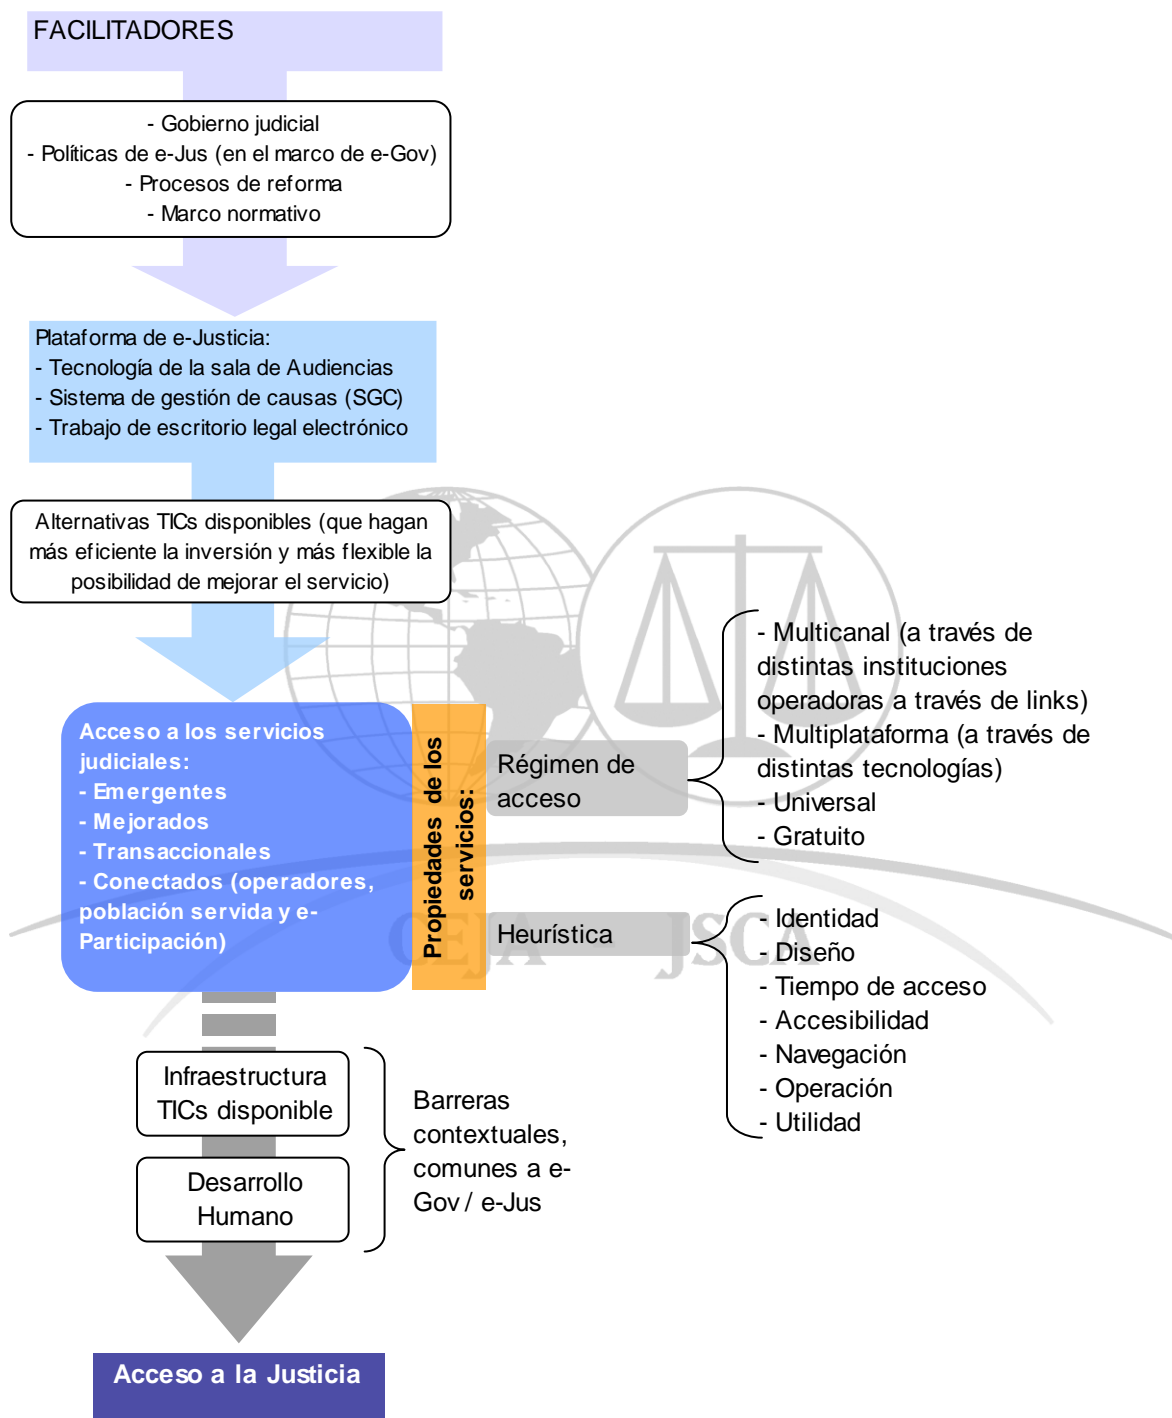 FACILITADORES
- Gobierno judicial
- Políticas de e-Jus (en el marco de e-Gov)
- Procesos de reforma
- Marco normativo
Plataforma de e-Justicia:
- Tecnología de la sala de Audiencias
- Sistema de gestión de causas (SGC)
- Trabajo de escritorio legal electrónico
Alternativas TICs disponibles (que hagan
más eficiente la inversión y más flexible la
posibilidad de mejorar el servicio)
Acceso a los servicios
judiciales:
- Emergentes
- Mejorados
- Transaccionales
- Conectados (operadores,
población servida y e-
Participación)
Propiedades de los
servicios:
Régimen de
acceso
- Multicanal (a través de
distintas instituciones
operadoras a través de links)
- Multiplataforma (a través de
distintas tecnologías)
- Universal
- Gratuito
Heurística
- Identidad
- Diseño
- Tiempo de acceso
- Accesibilidad
- Navegación
- Operación
- Utilidad
CEJA JSCA
Infraestructura
TICs disponible
Desarrollo
Humano
Barreras
contextuales,
comunes a e-
Gov / e-Jus
Acceso a la Justicia